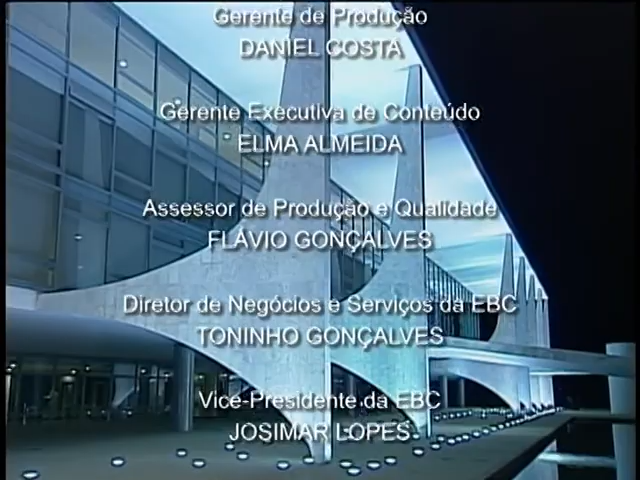 Gerente de Produção
DANIEL COSTA
Gerente Executiva de Conteúdo
ELMA ALMEIDA
Assessor de Produção e Qualidade
FLÁVIO GONÇALVES
Diretor de Negócios e Serviços da EBC
TONINHO GONÇALVES
Vice-Presidente da EBC
JOSIMAR LOPES